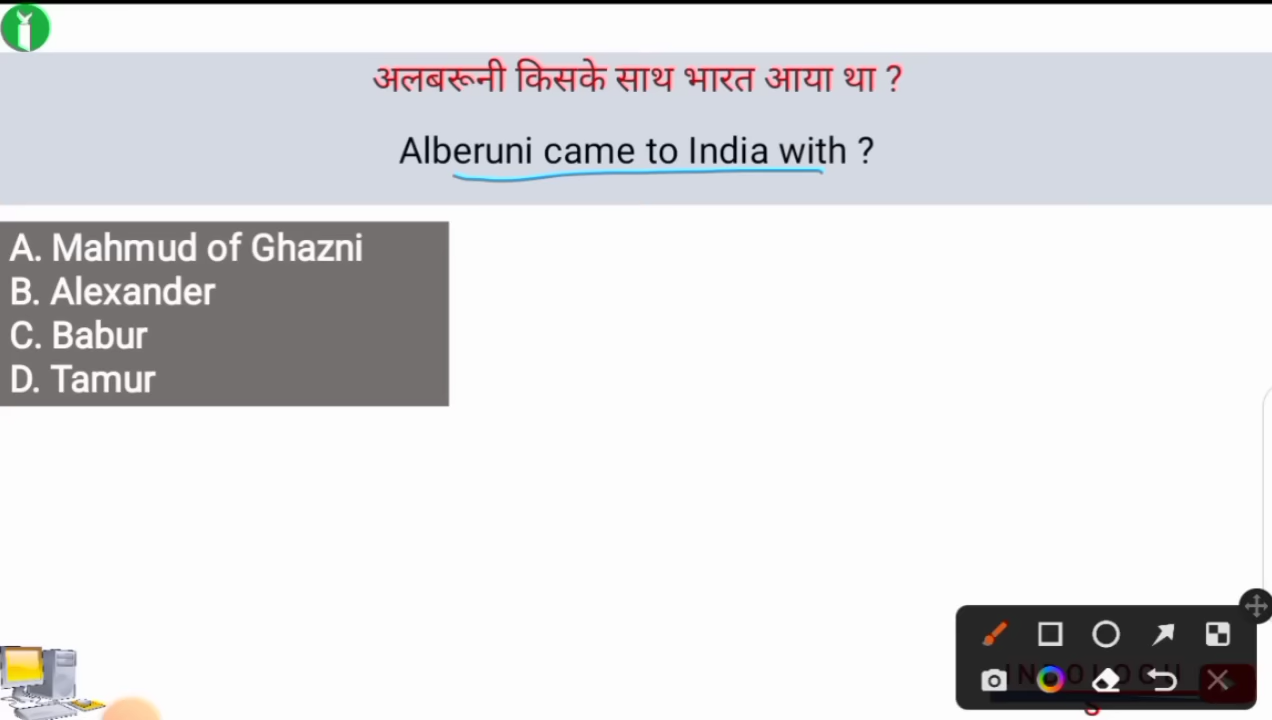 अलबरूनी किसके साथ भारत आया था ?
Alberuni came to India with ?
A. Mahmud of Ghazni
B. Alexander
C. Babur
D. Tamur